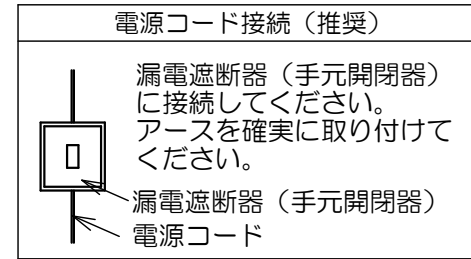 電源コード接続（推奨）
漏電遮断器（手元開閉器）
に接続してください。
アースを確実に取り付けて
ください。
漏電遮断器（手元開閉器）
電源コード